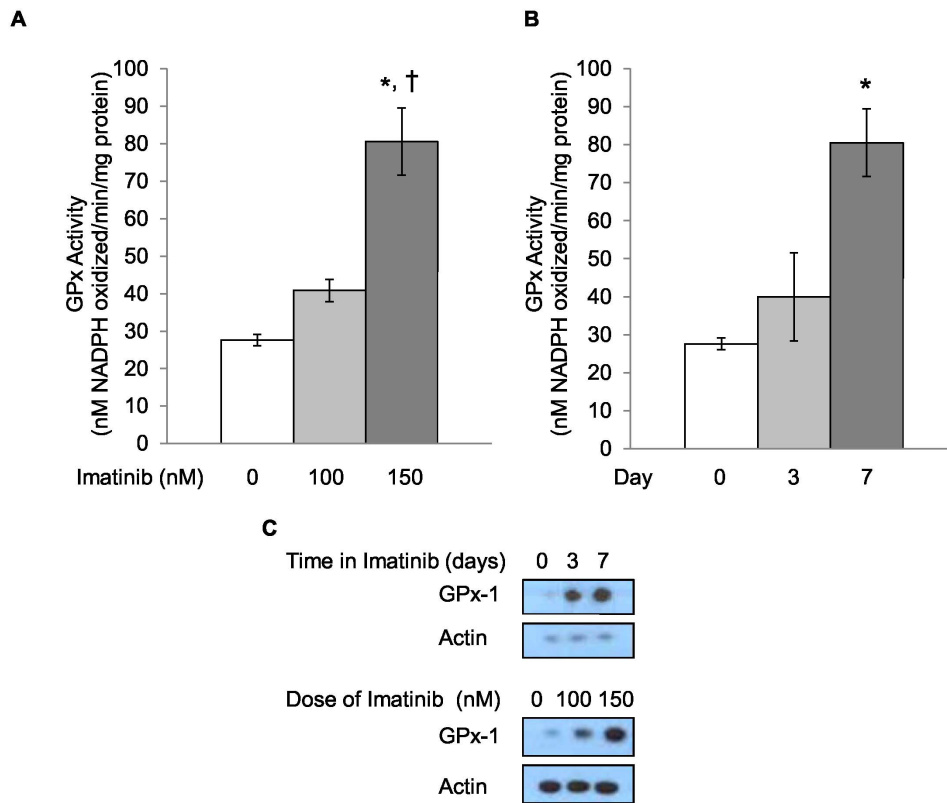 A
GPx Activity
(nM NADPH oxidized/min/mg protein)
100
90
80
70
60
50
40
30
20
10
0
*, †
Imatinib (nM) 0 100 150
B
GPx Activity
(nM NADPH oxidized/min/mg protein)
100
90
80
70
60
50
40
30
20
10
0
*
Day 0 3 7
C
Time in Imatinib (days) 0 3 7
GPx-1
Actin
Dose of Imatinib (nM) 0 100 150
GPx-1
Actin